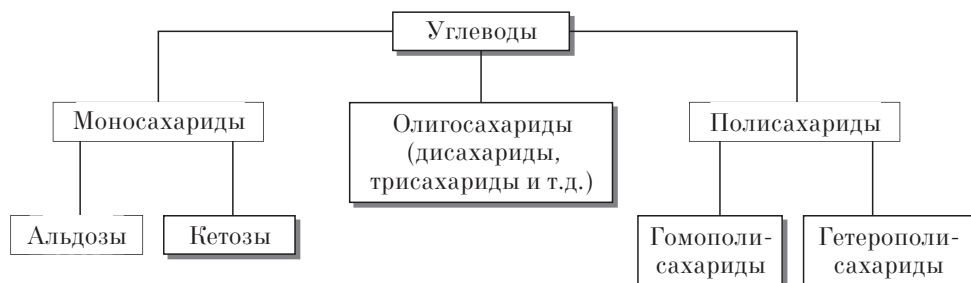 Углеводы
Моносахариды
Олигосахариды
(дисахариды,
трисахариды и т.д.)
Полисахариды
Альдозы
Кетозы
Гомополи-
сахариды
Гетерополи-
сахариды